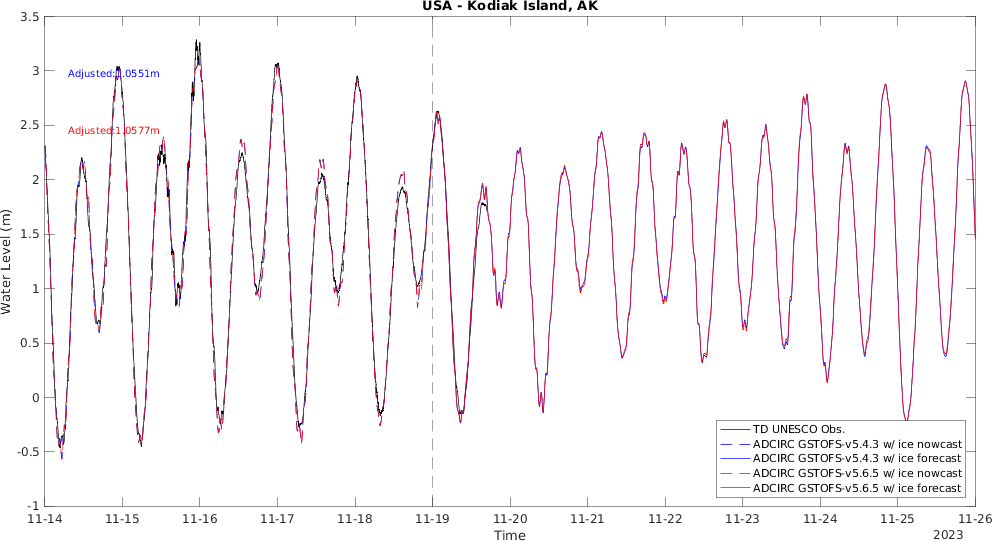 USA - Kodiak Island, AK
3.5
3
2.5
2
1.5
1
0.5
0
-0.5
-1
Water Level (m)
Adjusted:1.0551m
Adjusted:1.0577m
TD UNESCO Obs.
ADCIRC GSTOFS-v5.4.3 w/ ice nowcast
ADCIRC GSTOFS-v5.4.3 w/ ice forecast
ADCIRC GSTOFS-v5.6.5 w/ ice nowcast
ADCIRC GSTOFS-v5.6.5 w/ ice forecast
11-14 11-15 11-16 11-17 11-18 11-19 11-20 11-21 11-22 11-23 11-24 11-25 11-26
Time
2023